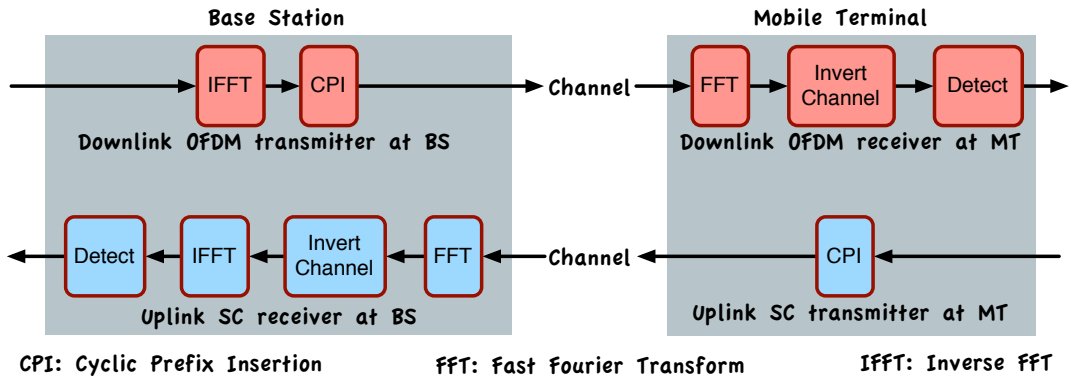 Base Station
Mobile Terminal
IFFT
CPI
Channel
FFT
Invert
Channel
Detect
Downlink OFDM transmitter at BS
Downlink OFDM receiver at MT
Detect
IFFT
Invert
Channel
FFT
Channel
CPI
Uplink SC receiver at BS
Uplink SC transmitter at MT
CPI: Cyclic Prefix Insertion
FFT: Fast Fourier Transform
IFFT: Inverse FFT